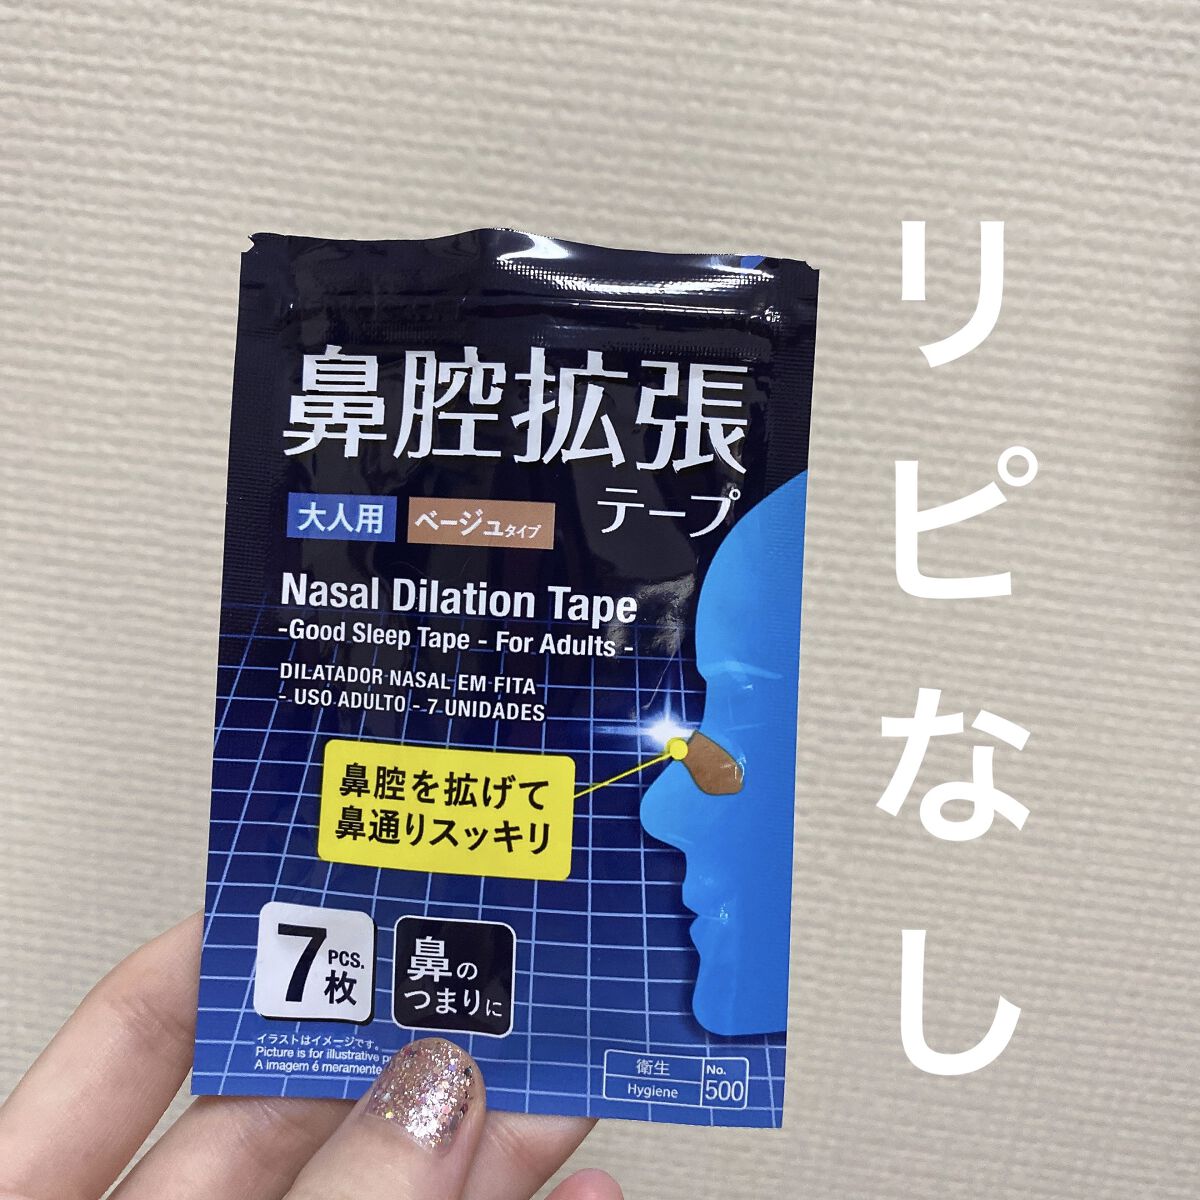 鼻腔拡張
テープ
大人用
ベージュタイプ
Nasal Dilation Tape
-Good Sleep Tape - For Adults -
DILATADOR NASAL EM FITA
- USO ADULTO - 7 UNIDADES
鼻腔を拡げて
鼻通りスッキリ
7 PCS.
枚
鼻の
つまりに
イラストはイメージです。
Picture is for illustrative
A imagem é meramente
衛生
Hygiene
No.
500
リピなし